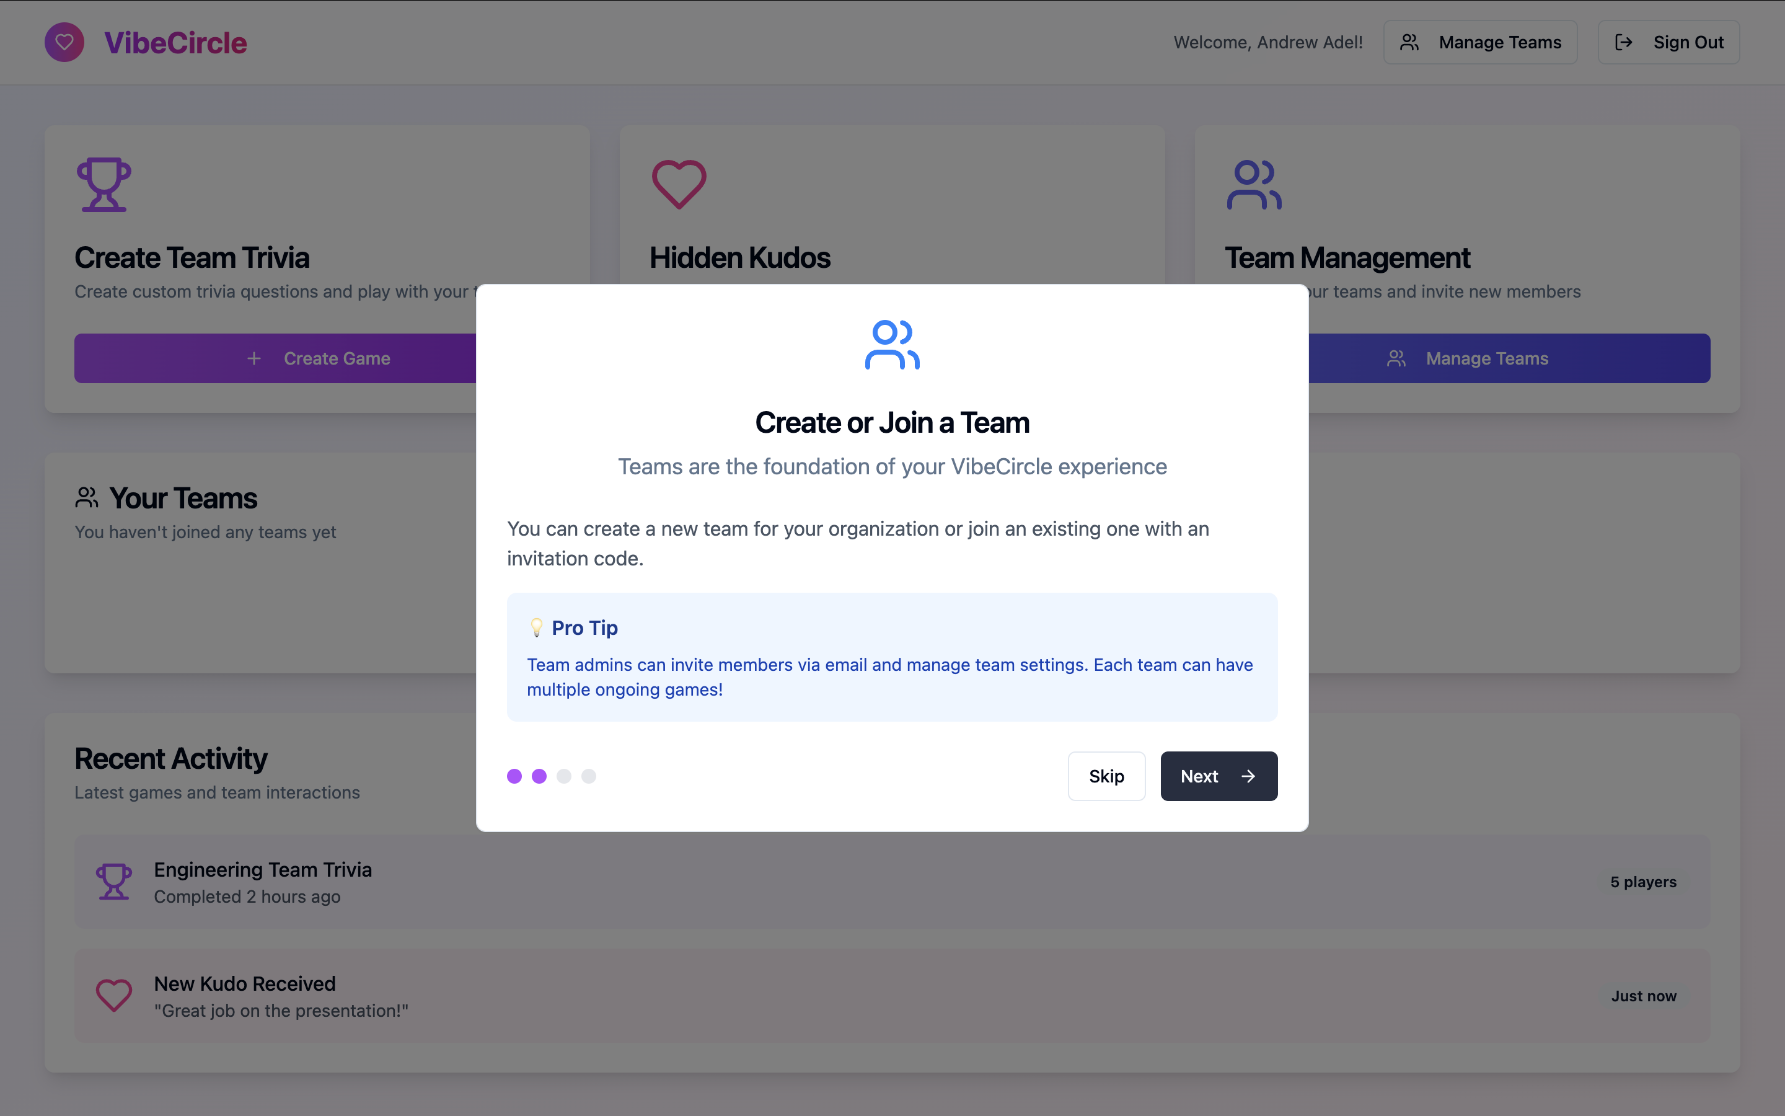 VibeCircle
Welcome, Andrew Adel!
Manage Teams
Sign Out
Create Team Trivia
Create custom trivia questions and play with your
Create Game
Hidden Kudos
Team Management
our teams and invite new members
Manage Teams
Create or Join a Team
Teams are the foundation of your VibeCircle experience
You can create a new team for your organization or join an existing one with an
invitation code.
💡 Pro Tip
Team admins can invite members via email and manage team settings. Each team can have
multiple ongoing games!
Skip
Next →
Your Teams
You haven't joined any teams yet
Recent Activity
Latest games and team interactions
Engineering Team Trivia
Completed 2 hours ago
5 players
New Kudo Received
"Great job on the presentation!"
Just now